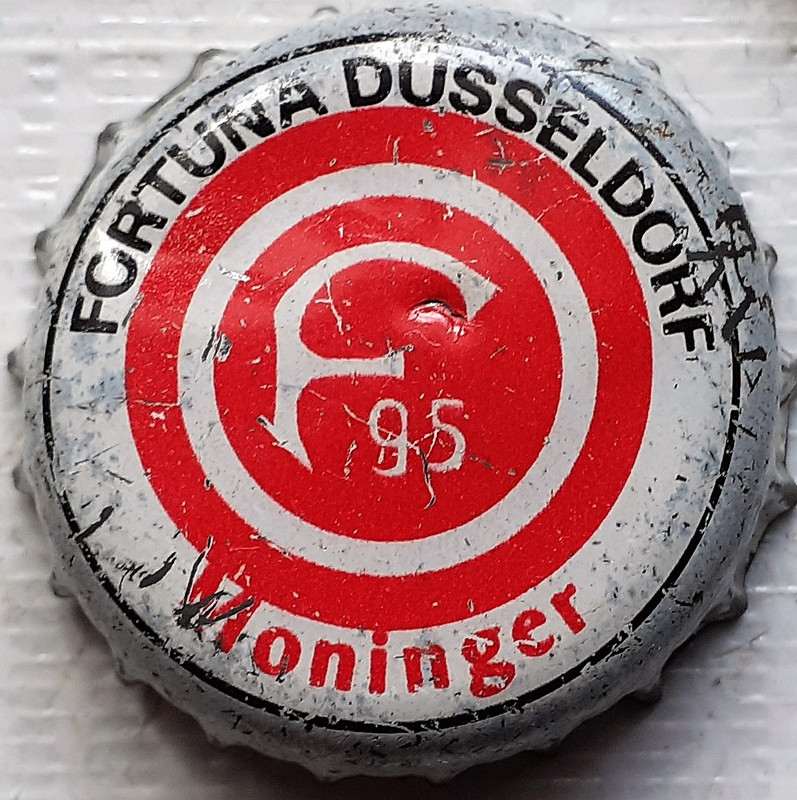 FORTUNA DUSSELDORF
F
95
Moninger